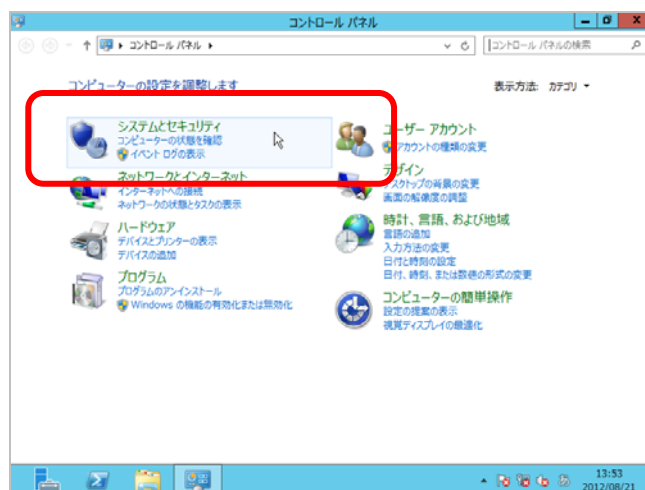 コントロール パネル
コントロール パネル
コントロール パネルの検索
コンピューターの設定を調整します
表示方法: カテゴリ
システムとセキュリティ
コンピューターの状態を確認
イベント ログの表示
ネットワークとインターネット
インターネットへの接続
ネットワークの状態とタスクの表示
ハードウェア
デバイスとプリンターの表示
デバイスの追加
プログラム
プログラムのアンインストール
Windows の機能の有効化または無効化
ユーザー アカウント
アカウントの種類の変更
デザイン
デスクトップの背景の変更
画面の解像度の調整
時計、言語、および地域
言語の追加
入力方法の変更
日付と時刻の設定
日付、時刻、または数値の形式の変更
コンピューターの簡単操作
設定の提案の表示
視覚ディスプレイの最適化
13:53
2012/08/21